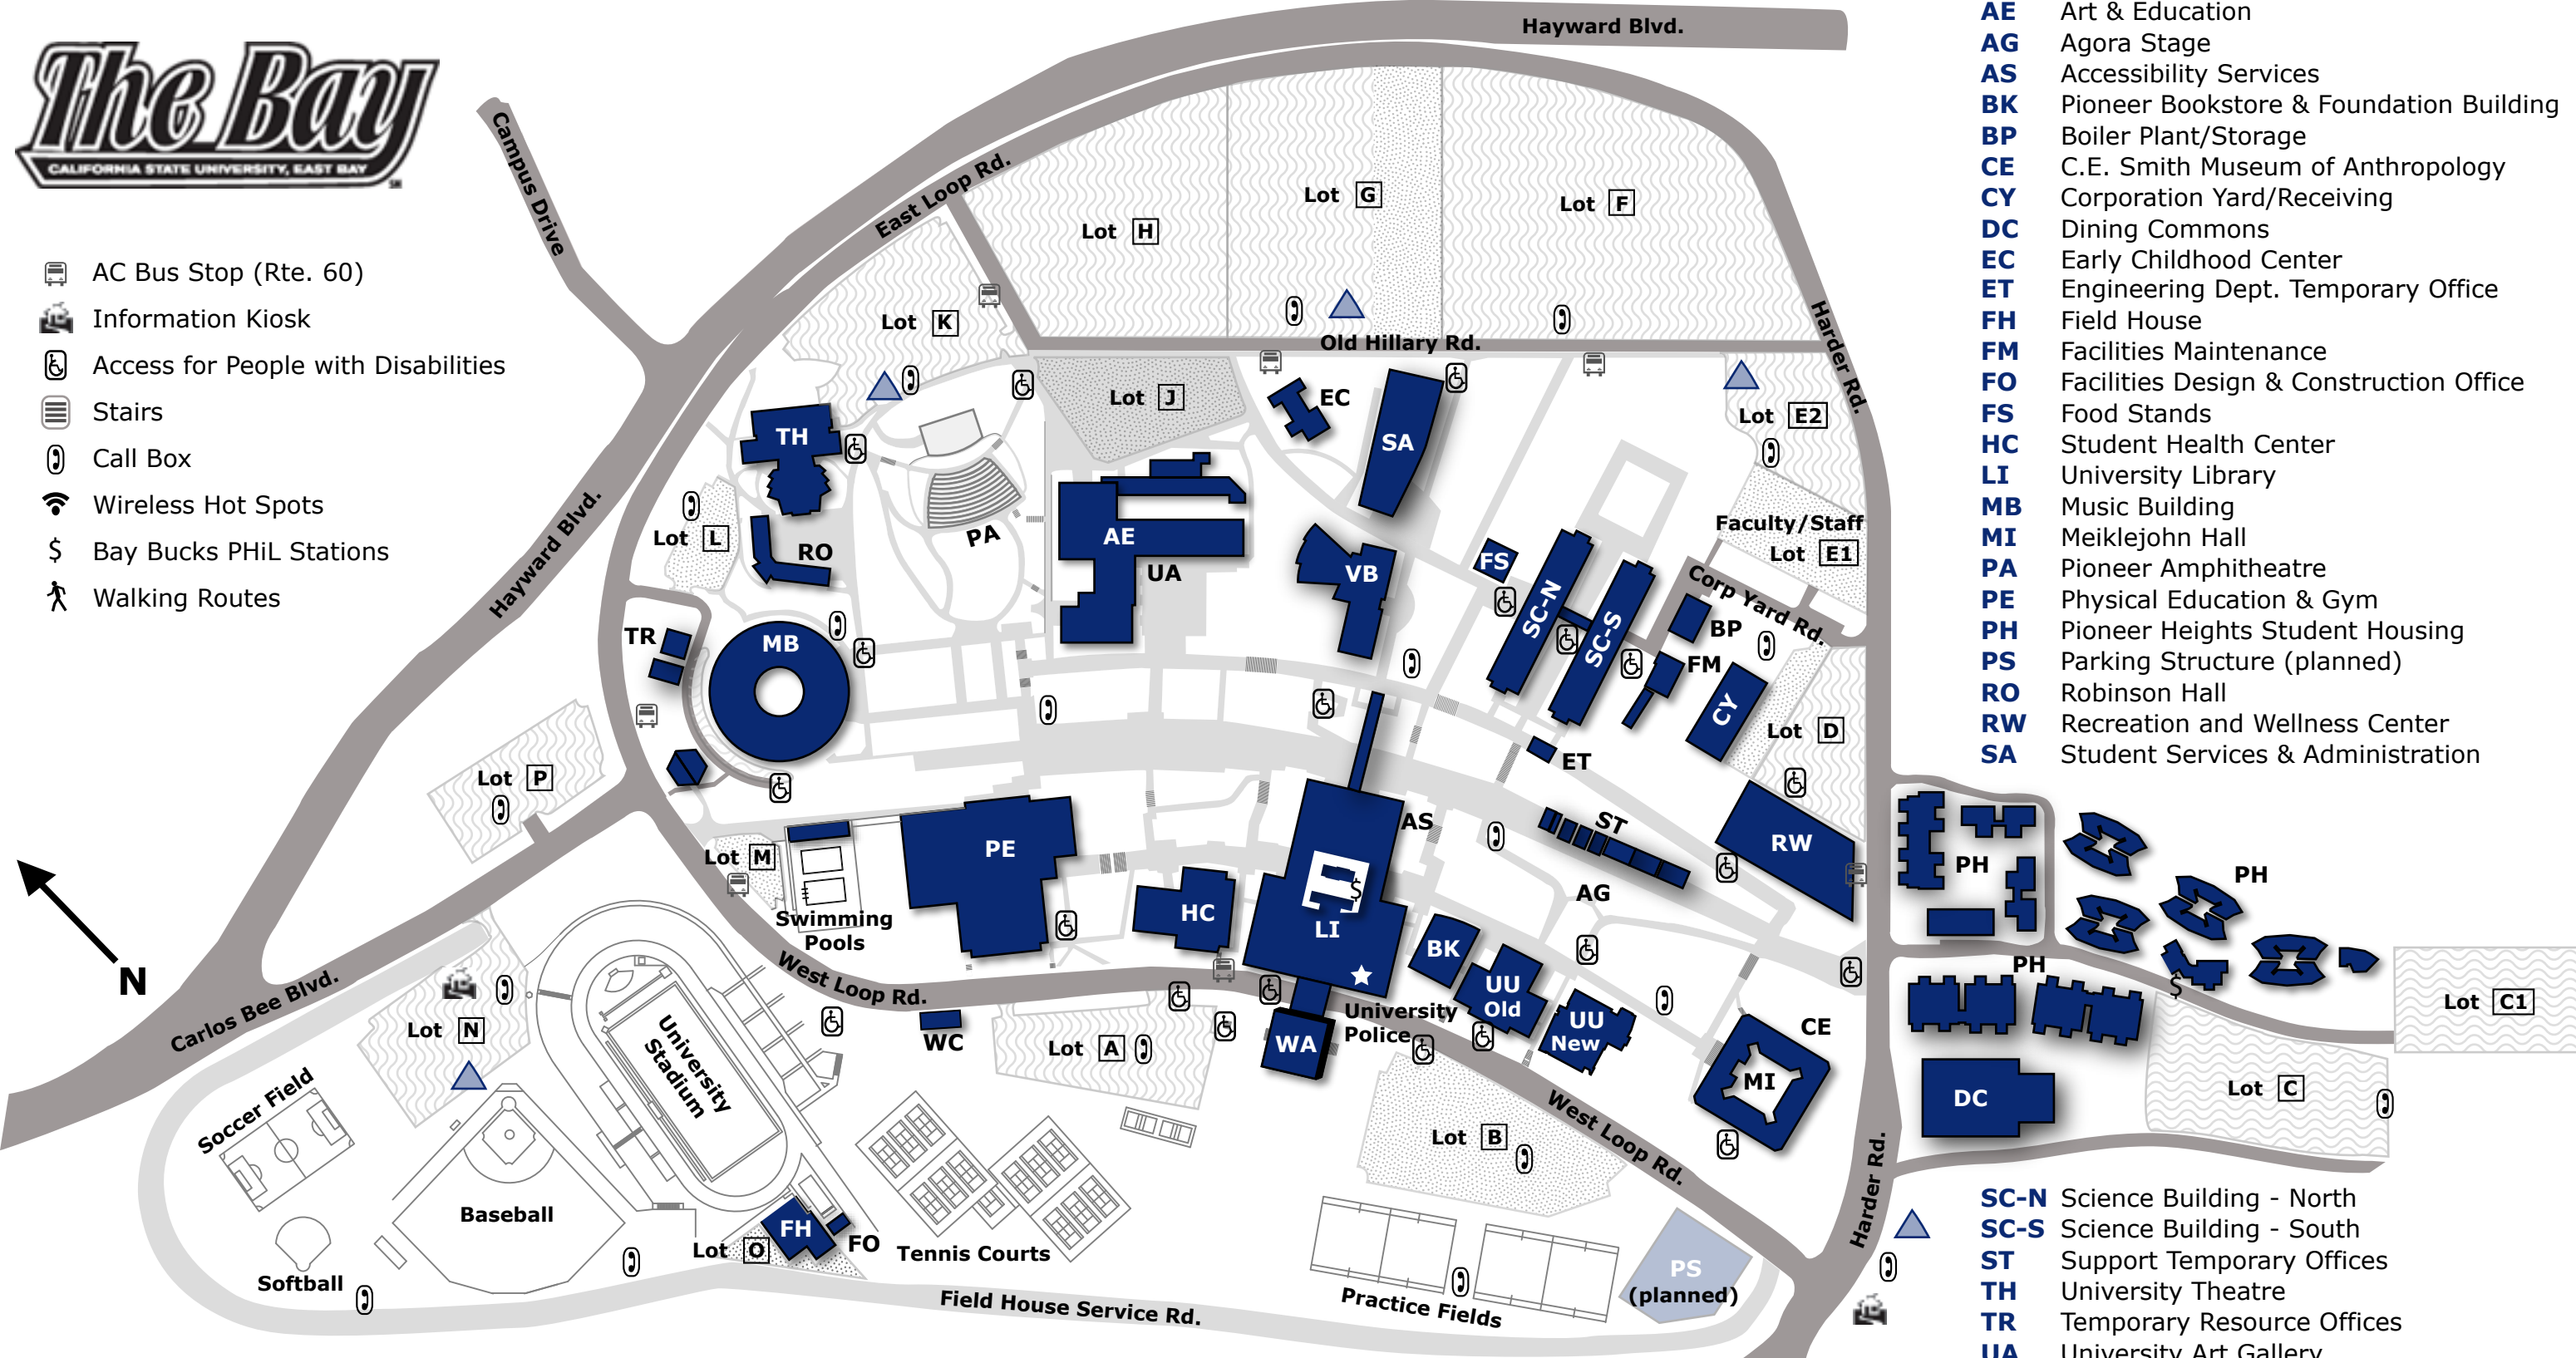 The Bay
CALIFORNIA STATE UNIVERSITY, EAST BAY
AC Bus Stop (Rte. 60)
Information Kiosk
Access for People with Disabilities
Stairs
Call Box
Wireless Hot Spots
$ Bay Bucks PHiL Stations
Walking Routes
Hayward Blvd.
Campus Drive
East Loop Rd.
Lot H
Lot G
Lot F
Lot K
Old Hillary Rd.
Harder Rd.
Lot J
EC
SA
Lot E2
TH
Lot L
RO
PA
AE
UA
VB
FS
SC-N
SC-S
Faculty/Staff
Lot E1
Corp Yard Rd.
BP
FM
CY
Lot D
Hayward Blvd.
TR
MB
ET
Lot P
Lot M
Swimming
Pools
PE
HC
AS
LI
$
ST
AG
RW
BK
UU
Old
UU
New
CE
MI
PH
PH
PH
$
Lot C1
Lot C
DC
N
Carlos Bee Blvd.
Lot N
West Loop Rd.
WC
Lot A
WA
University
Police
Lot B
West Loop Rd.
Harder Rd.
University
Stadium
Soccer Field
Baseball
Softball
Lot O
FH
FO
Tennis Courts
Field House Service Rd.
Practice Fields
PS
(planned)
AE Art & Education
AG Agora Stage
AS Accessibility Services
BK Pioneer Bookstore & Foundation Building
BP Boiler Plant/Storage
CE C.E. Smith Museum of Anthropology
CY Corporation Yard/Receiving
DC Dining Commons
EC Early Childhood Center
ET Engineering Dept. Temporary Office
FH Field House
FM Facilities Maintenance
FO Facilities Design & Construction Office
FS Food Stands
HC Student Health Center
LI University Library
MB Music Building
MI Meiklejohn Hall
PA Pioneer Amphitheatre
PE Physical Education & Gym
PH Pioneer Heights Student Housing
PS Parking Structure (planned)
RO Robinson Hall
RW Recreation and Wellness Center
SA Student Services & Administration
SC-N Science Building - North
SC-S Science Building - South
ST Support Temporary Offices
TH University Theatre
TR Temporary Resource Offices
UA University Art Gallery